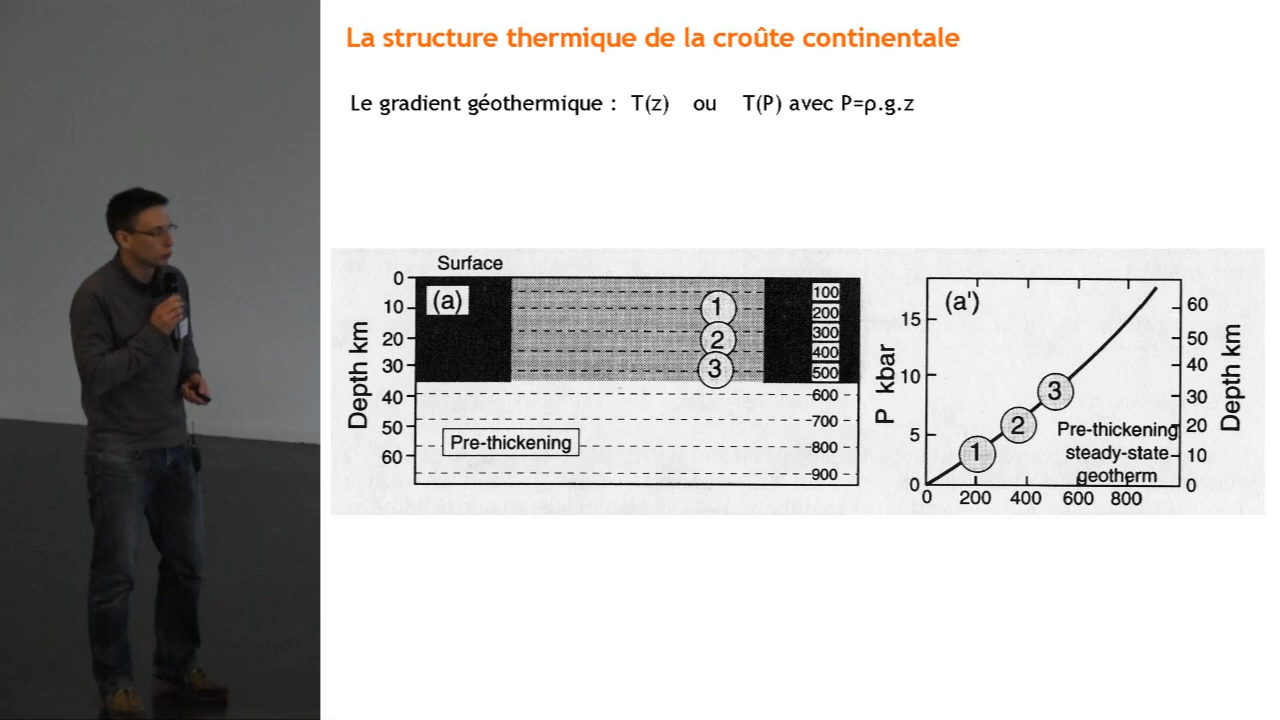 La structure thermique de la croûte continentale
Le gradient géothermique : T(z) ou T(P) avec P=ρ.g.z
Surface
(a)
Depth km
0
10
20
30
40
50
60
1
2
3
100
200
300
400
500
600
700
800
900
Pre-thickening
(a')
P kbar
15
10
5
0
1
2
3
Pre-thickening
steady-state
geotherm
0 200 400 600 800
60
50
40
30
20
10
0
Depth km